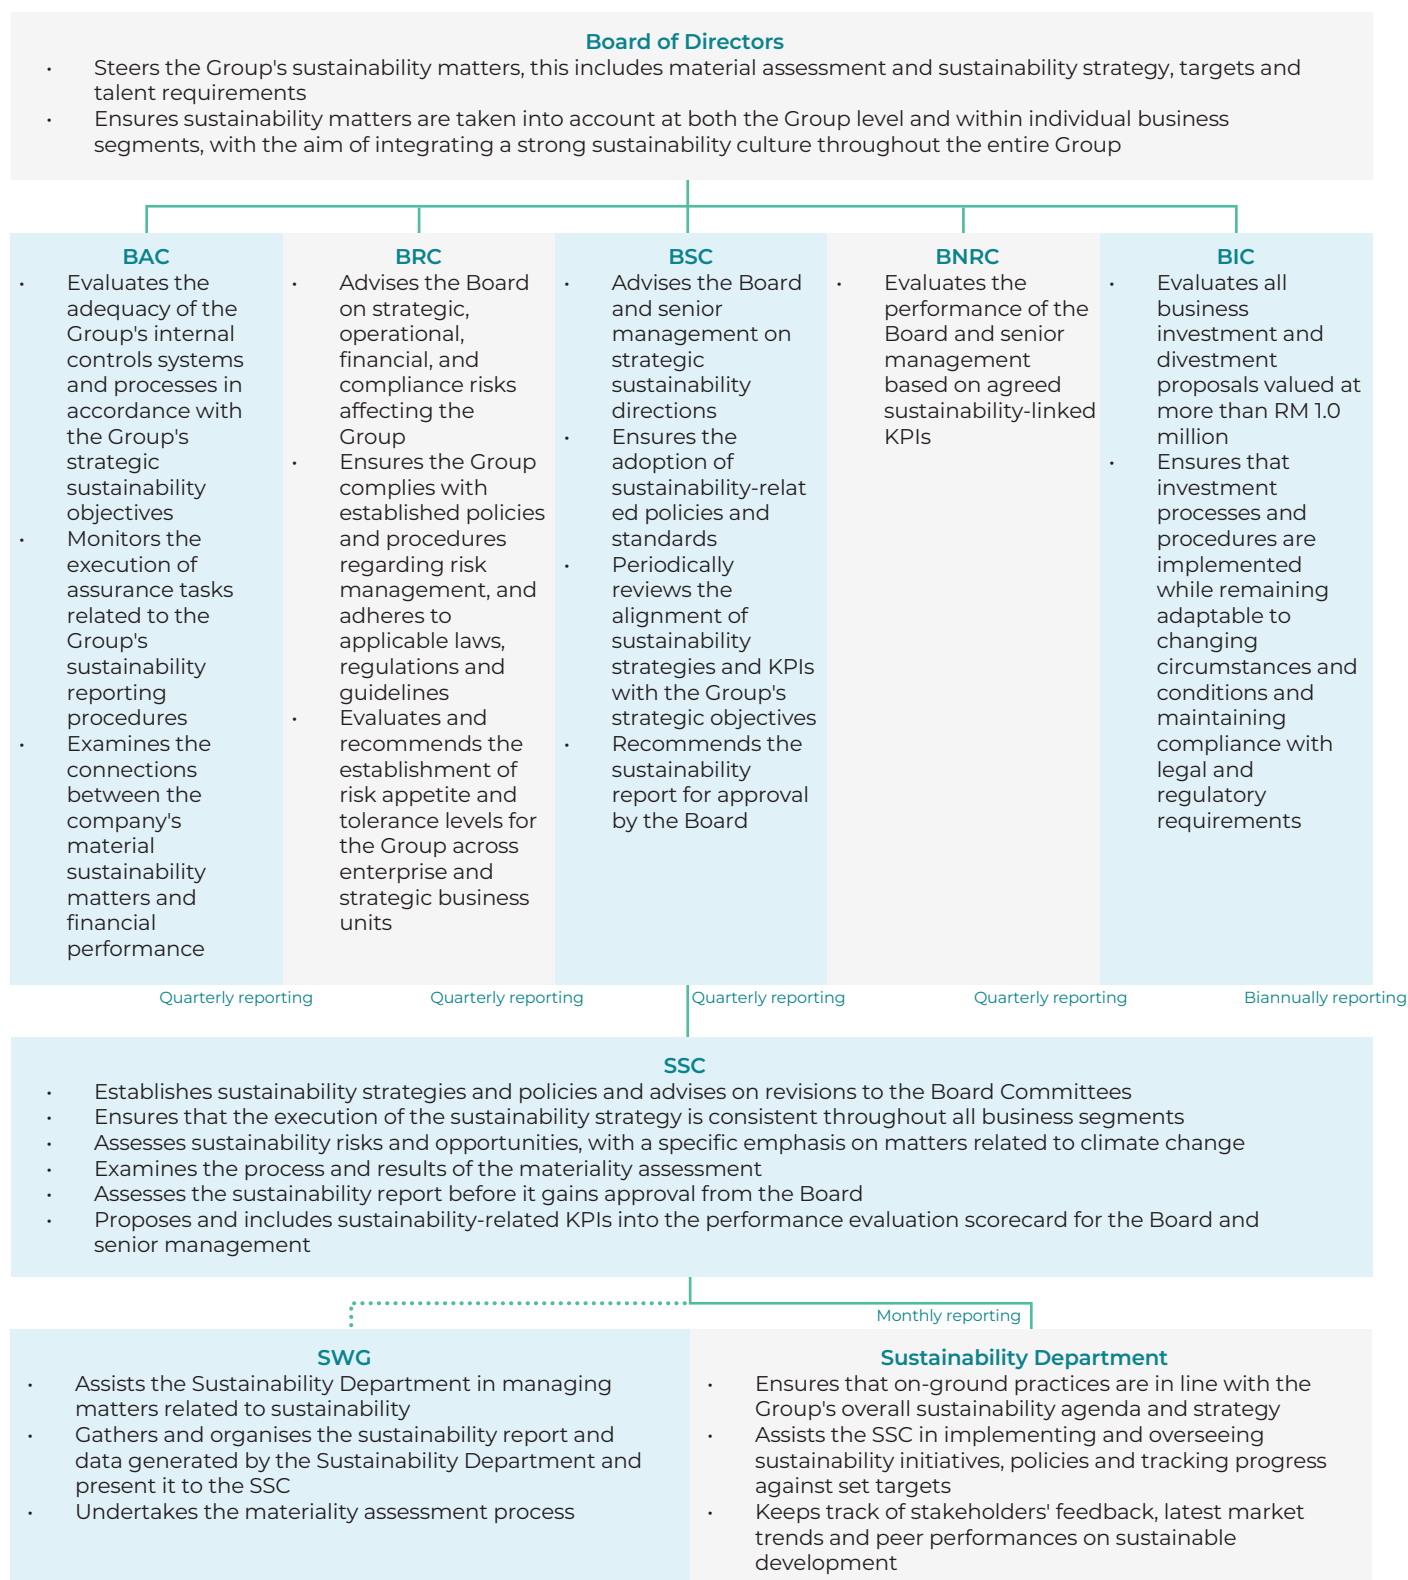 Board of Directors
• Steers the Group's sustainability matters, this includes material assessment and sustainability strategy, targets and
talent requirements
• Ensures sustainability matters are taken into account at both the Group level and within individual business
segments, with the aim of integrating a strong sustainability culture throughout the entire Group
BAC
• Evaluates the
adequacy of the
Group's internal
controls systems
and processes in
accordance with
the Group's
strategic
sustainability
objectives
• Monitors the
execution of
assurance tasks
related to the
Group's
sustainability
reporting
procedures
• Examines the
connections
between the
company's
material
sustainability
matters and
financial
performance
Quarterly reporting
BRC
• Advises the Board
on strategic,
operational,
financial, and
compliance risks
affecting the
Group
• Ensures the Group
complies with
established policies
and procedures
regarding risk
management, and
adheres to
applicable laws,
regulations and
guidelines
• Evaluates and
recommends the
establishment of
risk appetite and
tolerance levels for
the Group across
enterprise and
strategic business
units
Quarterly reporting
BSC
• Advises the Board
and senior
management on
strategic
sustainability
directions
• Ensures the
adoption of
sustainability-relat
ed policies and
standards
• Periodically
reviews the
alignment of
sustainability
strategies and KPIs
with the Group's
strategic objectives
• Recommends the
sustainability
report for approval
by the Board
Quarterly reporting
BNRC
• Evaluates the
performance of the
Board and senior
management
based on agreed
sustainability-linked
KPIs
Quarterly reporting
BIC
• Evaluates all
business
investment and
divestment
proposals valued at
more than RM 1.0
million
• Ensures that
investment
processes and
procedures are
implemented
while remaining
adaptable to
changing
circumstances and
conditions and
maintaining
compliance with
legal and
regulatory
requirements
Biannually reporting
SSC
• Establishes sustainability strategies and policies and advises on revisions to the Board Committees
• Ensures that the execution of the sustainability strategy is consistent throughout all business segments
• Assesses sustainability risks and opportunities, with a specific emphasis on matters related to climate change
• Examines the process and results of the materiality assessment
• Assesses the sustainability report before it gains approval from the Board
• Proposes and includes sustainability-related KPIs into the performance evaluation scorecard for the Board and
senior management
Monthly reporting
SWG
• Assists the Sustainability Department in managing
matters related to sustainability
• Gathers and organises the sustainability report and
data generated by the Sustainability Department and
present it to the SSC
• Undertakes the materiality assessment process
Sustainability Department
• Ensures that on-ground practices are in line with the
Group's overall sustainability agenda and strategy
• Assists the SSC in implementing and overseeing
sustainability initiatives, policies and tracking progress
against set targets
• Keeps track of stakeholders' feedback, latest market
trends and peer performances on sustainable
development